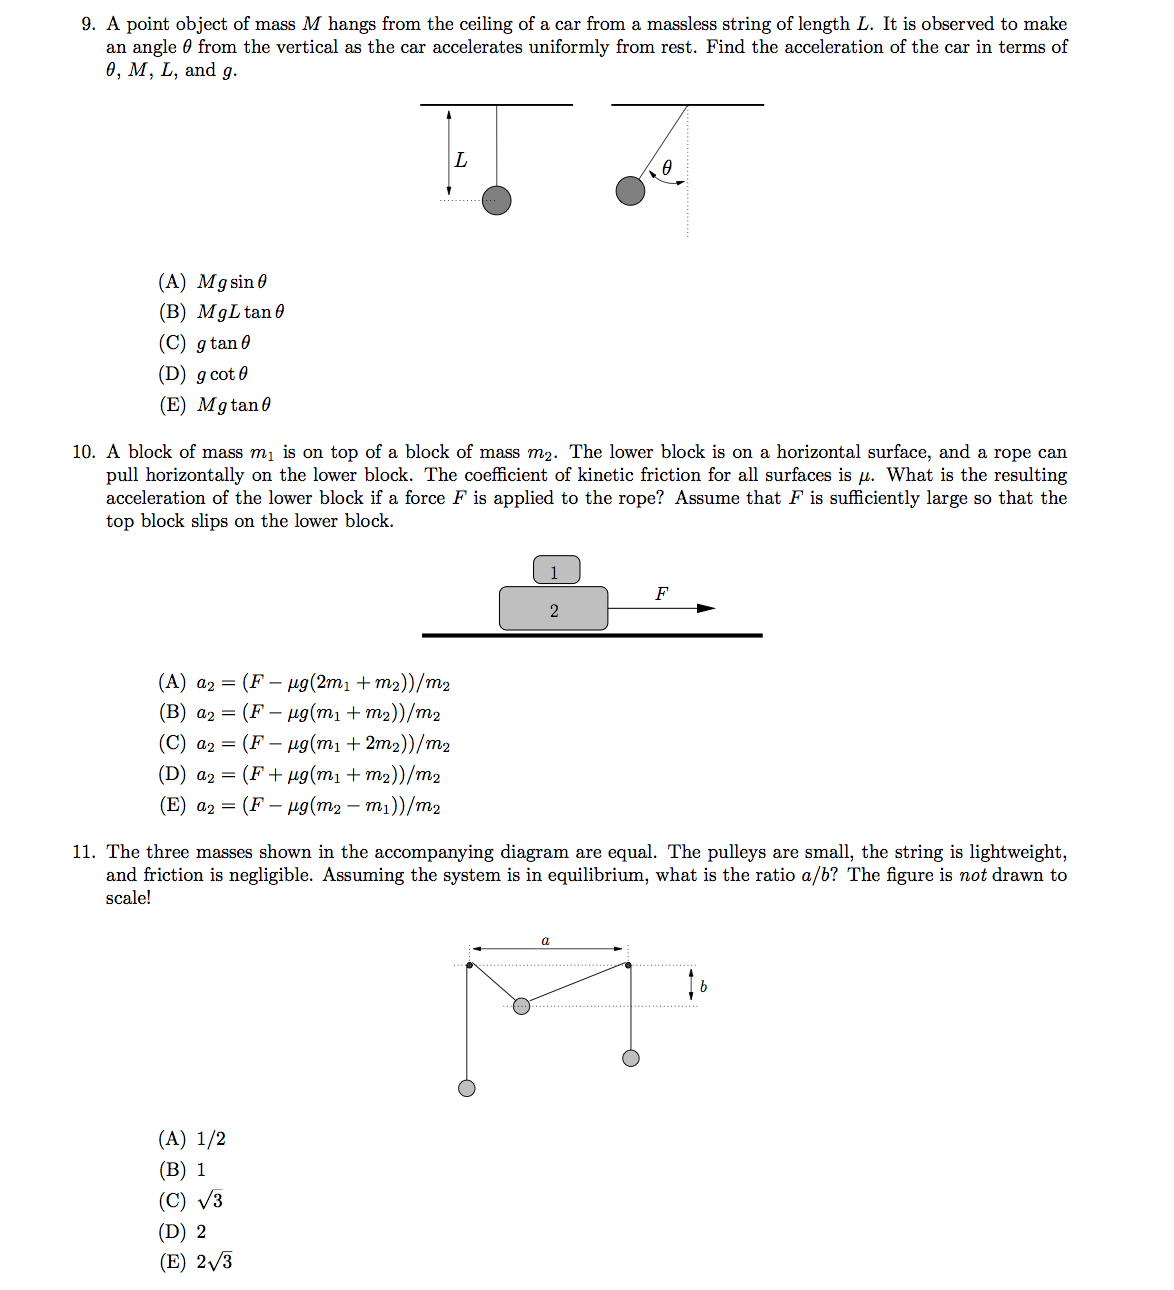 9. A point object of mass M hangs from the ceiling of a car from a massless string of length L. It is observed to make
an angle θ from the vertical as the car accelerates uniformly from rest. Find the acceleration of the car in terms of
θ, M, L, and g.
L
θ
(A) Mg sin θ
(B) MgL tan θ
(C) g tan θ
(D) g cot θ
(E) Mg tan θ
10. A block of mass m₁ is on top of a block of mass m₂. The lower block is on a horizontal surface, and a rope can
pull horizontally on the lower block. The coefficient of kinetic friction for all surfaces is μ. What is the resulting
acceleration of the lower block if a force F is applied to the rope? Assume that F is sufficiently large so that the
top block slips on the lower block.
1
F
2
(A) a₂ = (F − μg(2m₁ + m₂))/m₂
(B) a₂ = (F − μg(m₁ + m₂))/m₂
(C) a₂ = (F − μg(m₁ + 2m₂))/m₂
(D) a₂ = (F + μg(m₁ + m₂))/m₂
(E) a₂ = (F − μg(m₂ − m₁))/m₂
11. The three masses shown in the accompanying diagram are equal. The pulleys are small, the string is lightweight,
and friction is negligible. Assuming the system is in equilibrium, what is the ratio a/b? The figure is not drawn to
scale!
a
b
(A) 1/2
(B) 1
(C) √3
(D) 2
(E) 2√3